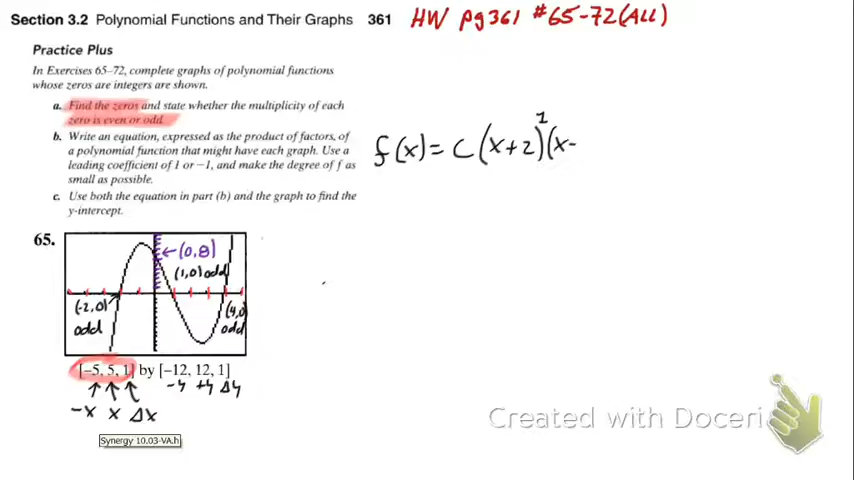 Section 3.2 Polynomial Functions and Their Graphs 361 HW pg361 #65-72(ALL)
Practice Plus
In Exercises 65–72, complete graphs of polynomial functions
whose zeros are integers are shown.
a. Find the zeros and state whether the multiplicity of each
zero is even or odd.
b. Write an equation, expressed as the product of factors, of
a polynomial function that might have each graph. Use a
leading coefficient of 1 or −1, and make the degree of f as
small as possible.
c. Use both the equation in part (b) and the graph to find the
y-intercept.
f(x) = C(x+2)¹(x-
65.
←(0,8)
(1,0) odd
(-2,0)
odd
(4,0)
odd
[−5, 5, 1] by [−12, 12, 1]
-y +y Δy
-x x Δx
Synergy 10.03-VA.h
Created with Doceri